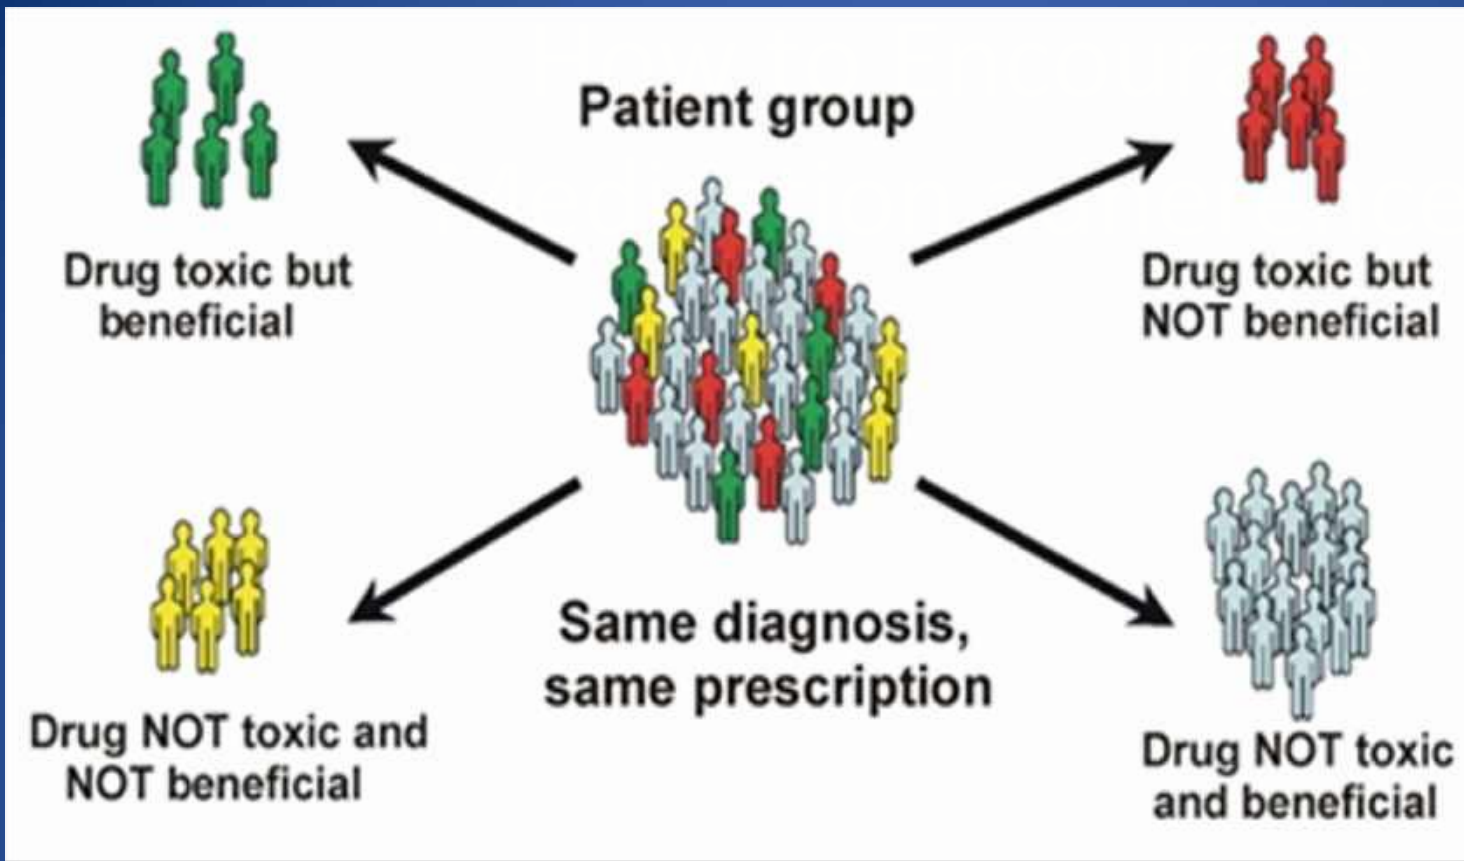 Patient group
Drug toxic but
beneficial
Drug toxic but
NOT beneficial
Same diagnosis,
same prescription
Drug NOT toxic and
NOT beneficial
Drug NOT toxic
and beneficial